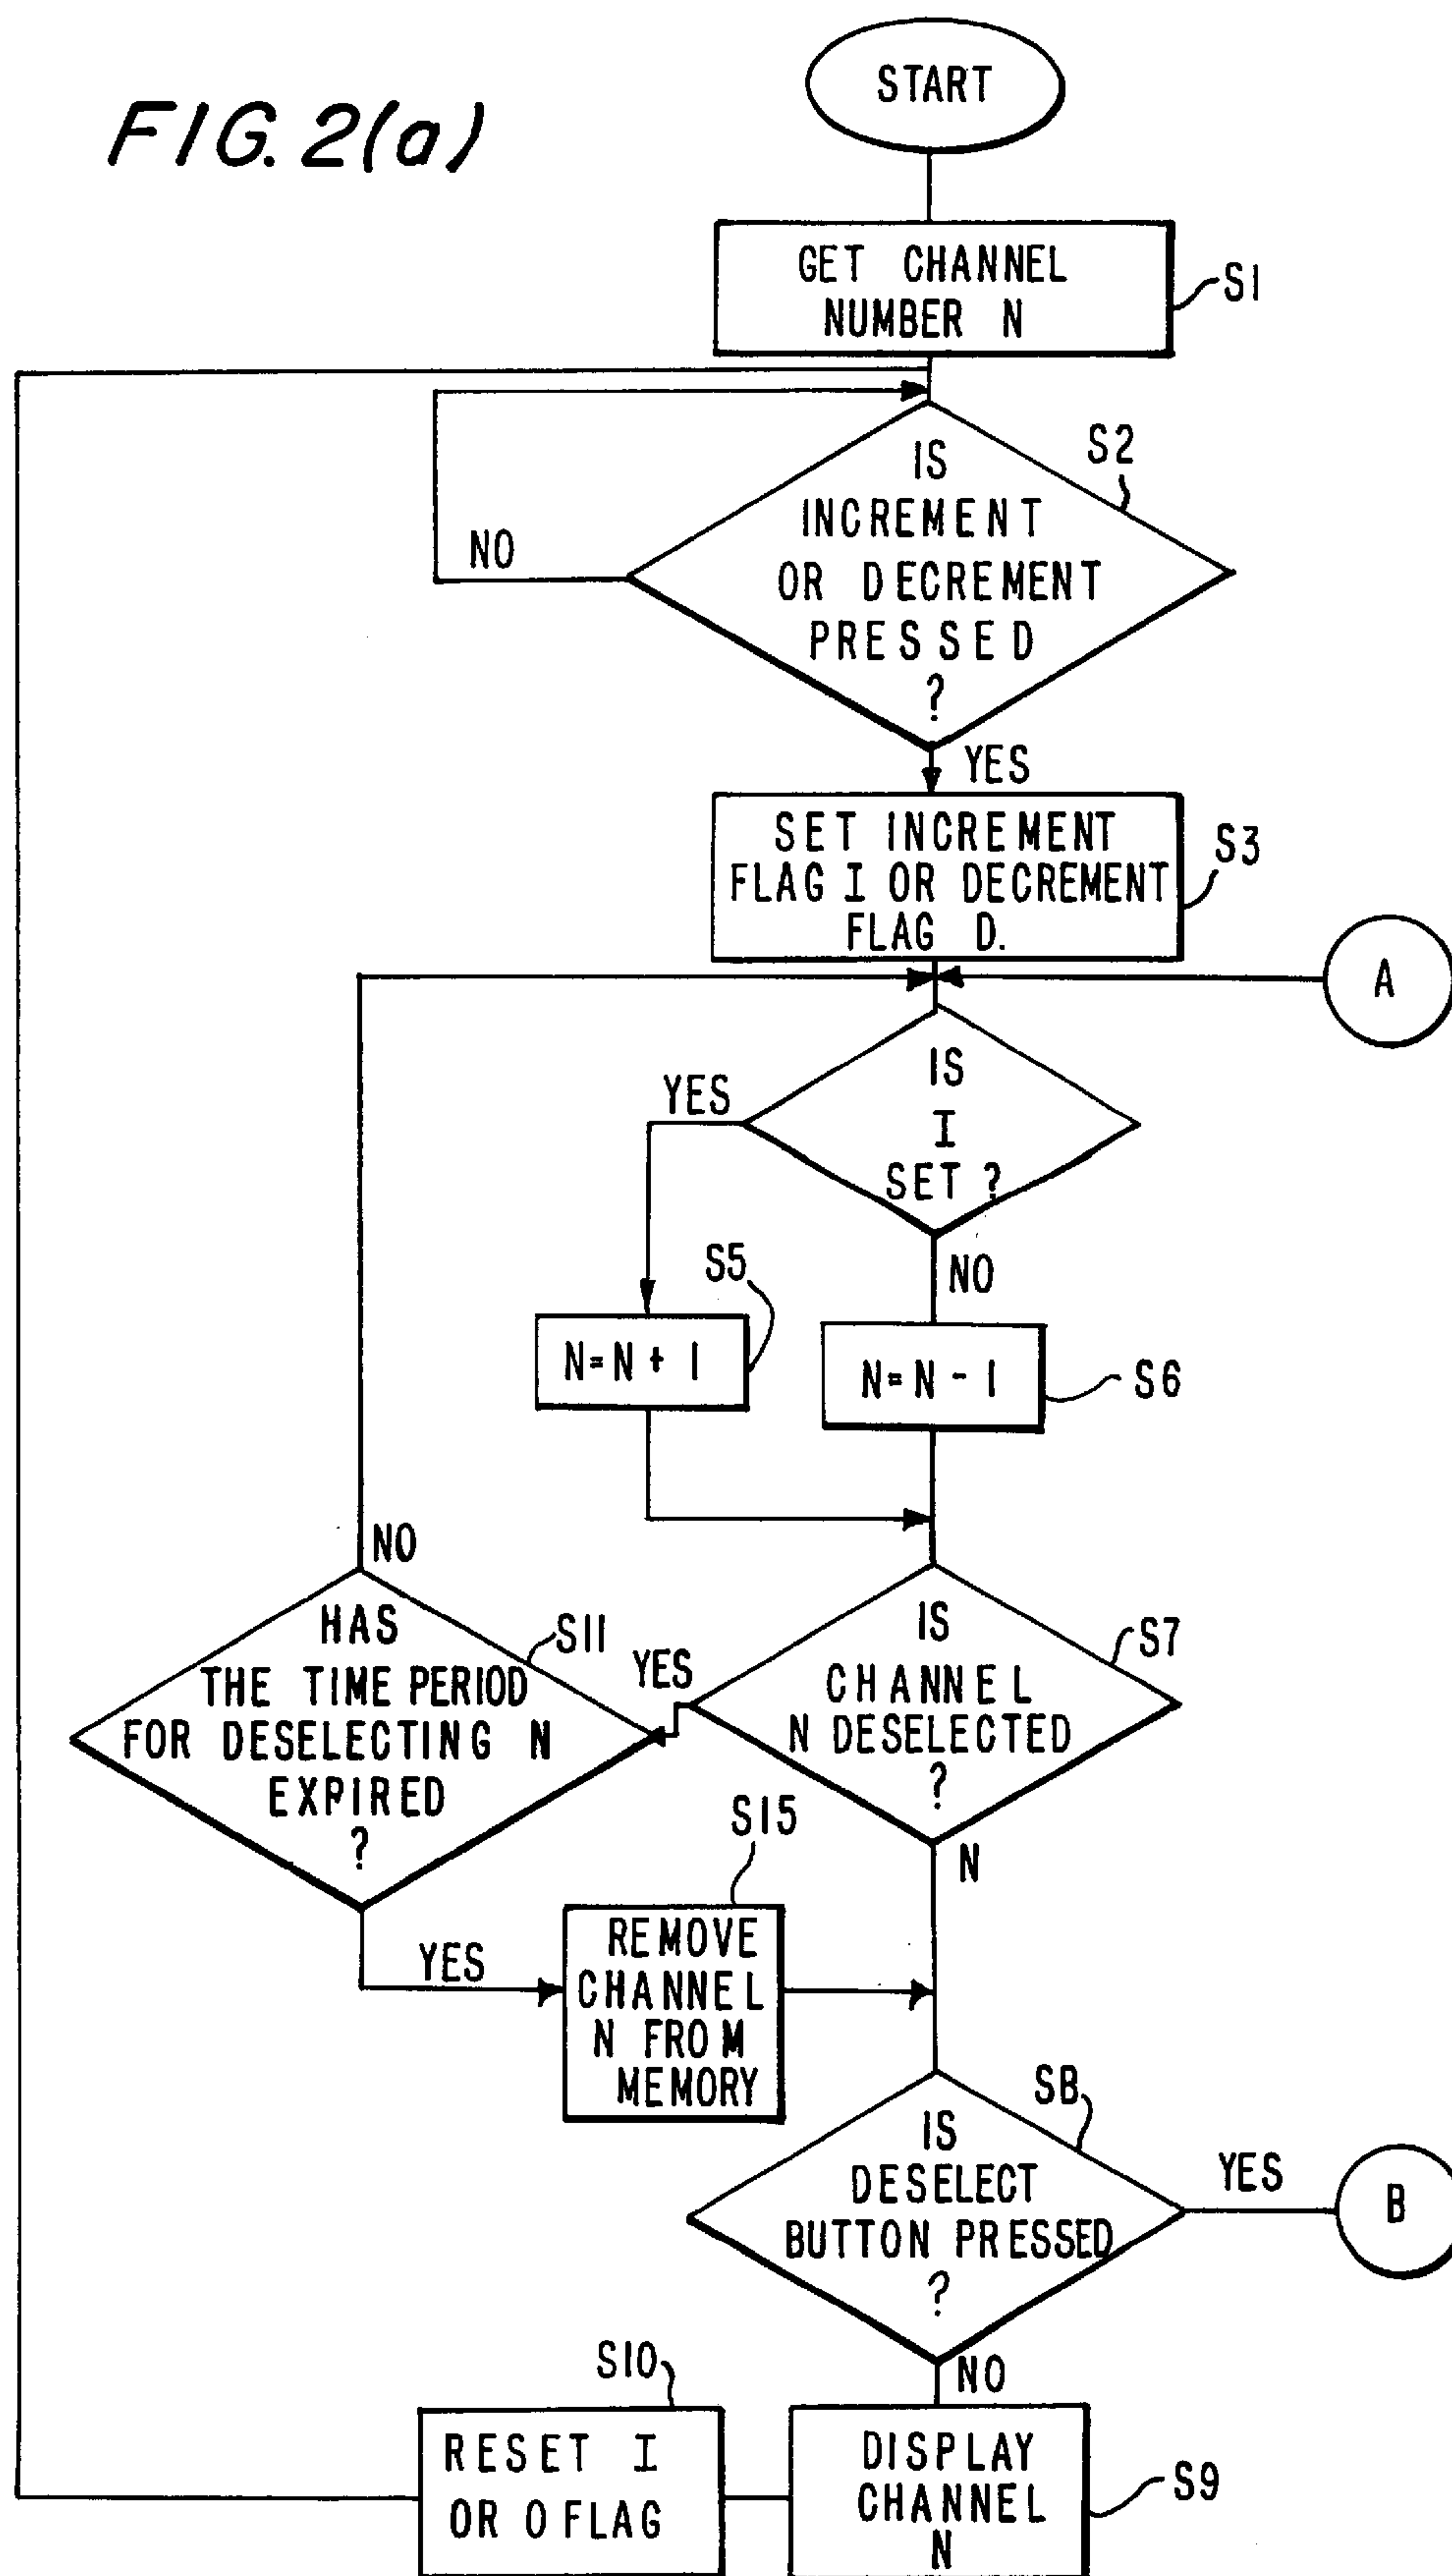 FIG. 2(a)
START
GET CHANNEL
NUMBER N
S1
IS
INCREMENT
OR DECREMENT
PRESSED
?
S2
NO
YES
SET INCREMENT
FLAG I OR DECREMENT
FLAG D.
S3
A
IS
I
SET ?
YES
NO
S5
N=N + 1
N=N - 1
S6
NO
HAS
THE TIME PERIOD
FOR DESELECTING N
EXPIRED
?
S11
YES
IS
CHANNEL
N DESELECTED
?
S7
N
YES
S15
REMOVE
CHANNEL
N FROM
MEMORY
IS
DESELECT
BUTTON PRESSED
?
SB
YES
B
NO
S10
RESET I
OR O FLAG
DISPLAY
CHANNEL
N
S9